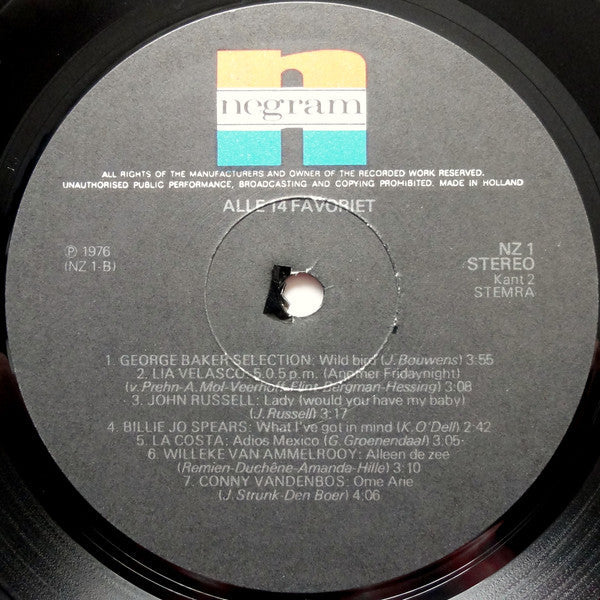 negram
ALL RIGHTS OF THE MANUFACTURERS AND OWNER OF THE RECORDED WORK RESERVED.
UNAUTHORISED PUBLIC PERFORMANCE, BROADCASTING AND COPYING PROHIBITED. MADE IN HOLLAND
ALLE 14 FAVORIET
℗ 1976
(NZ 1-B)
NZ 1
STEREO
Kant 2
STEMRA
1. GEORGE BAKER SELECTION: Wild bird (J. Bouwens) 3:55
2. LIA VELASCO: 5.0.5 p.m. (Another Fridaynight)
(v. Prehn-A. Mol-Veerhoff-Flint-Bergman-Hessing) 3:08
3. JOHN RUSSELL: Lady (would you have my baby)
(J. Russell) 3:17
4. BILLIE JO SPEARS: What I've got in mind (K. O'Dell) 2:42
5. LA COSTA: Adios Mexico (G. Groenendaal) 3:05
6. WILLEKE VAN AMMELROOY: Alleen de zee
(Remien-Duchêne-Amanda-Hille) 3:10
7. CONNY VANDENBOS: Ome Arie
(J. Strunk-Den Boer) 4:06